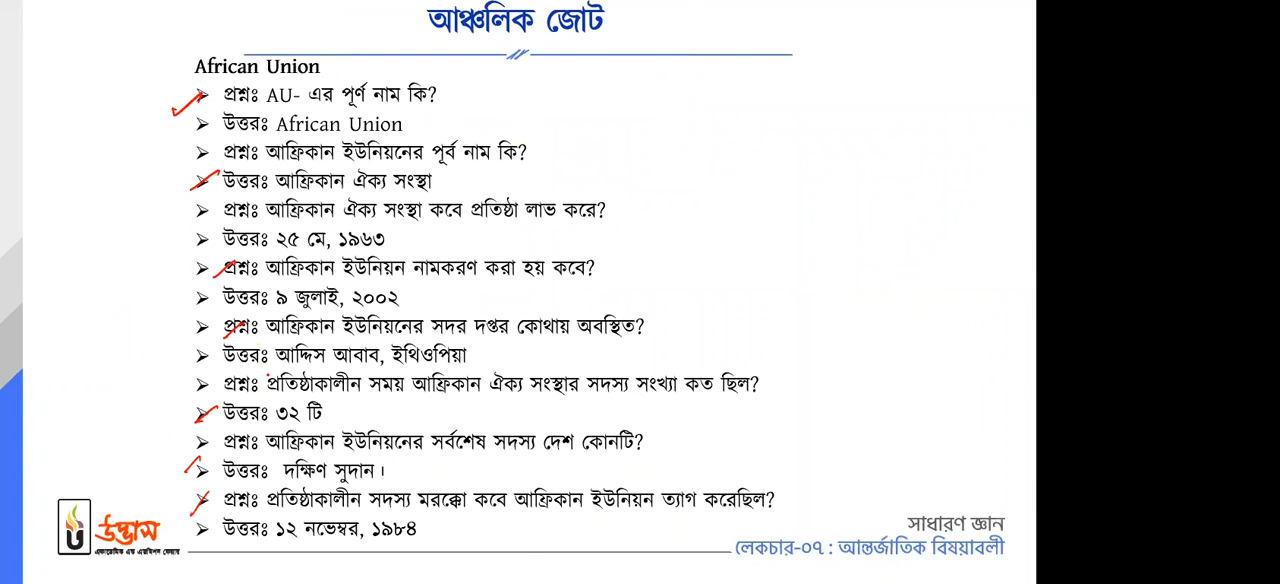 আঞ্চলিক জোট
African Union
প্রশ্নঃ AU- এর পূর্ণ নাম কি?
উত্তরঃ African Union
প্রশ্নঃ আফ্রিকান ইউনিয়নের পূর্ব নাম কি?
উত্তরঃ আফ্রিকান ঐক্য সংস্থা
প্রশ্নঃ আফ্রিকান ঐক্য সংস্থা কবে প্রতিষ্ঠা লাভ করে?
উত্তরঃ ২৫ মে, ১৯৬৩
প্রশ্নঃ আফ্রিকান ইউনিয়ন নামকরণ করা হয় কবে?
উত্তরঃ ৯ জুলাই, ২০০২
প্রশ্নঃ আফ্রিকান ইউনিয়নের সদর দপ্তর কোথায় অবস্থিত?
উত্তরঃ আদ্দিস আবাব, ইথিওপিয়া
প্রশ্নঃ প্রতিষ্ঠাকালীন সময় আফ্রিকান ঐক্য সংস্থার সদস্য সংখ্যা কত ছিল?
উত্তরঃ ৩২ টি
প্রশ্নঃ আফ্রিকান ইউনিয়নের সর্বশেষ সদস্য দেশ কোনটি?
উত্তরঃ দক্ষিণ সুদান।
প্রশ্নঃ প্রতিষ্ঠাকালীন সদস্য মরক্কো কবে আফ্রিকান ইউনিয়ন ত্যাগ করেছিল?
উত্তরঃ ১২ নভেম্বর, ১৯৮৪
উদ্ভাস
একাডেমিক এন্ড এডমিশন কেয়ার
সাধারণ জ্ঞান
লেকচার-০৭ : আন্তর্জাতিক বিষয়াবলী